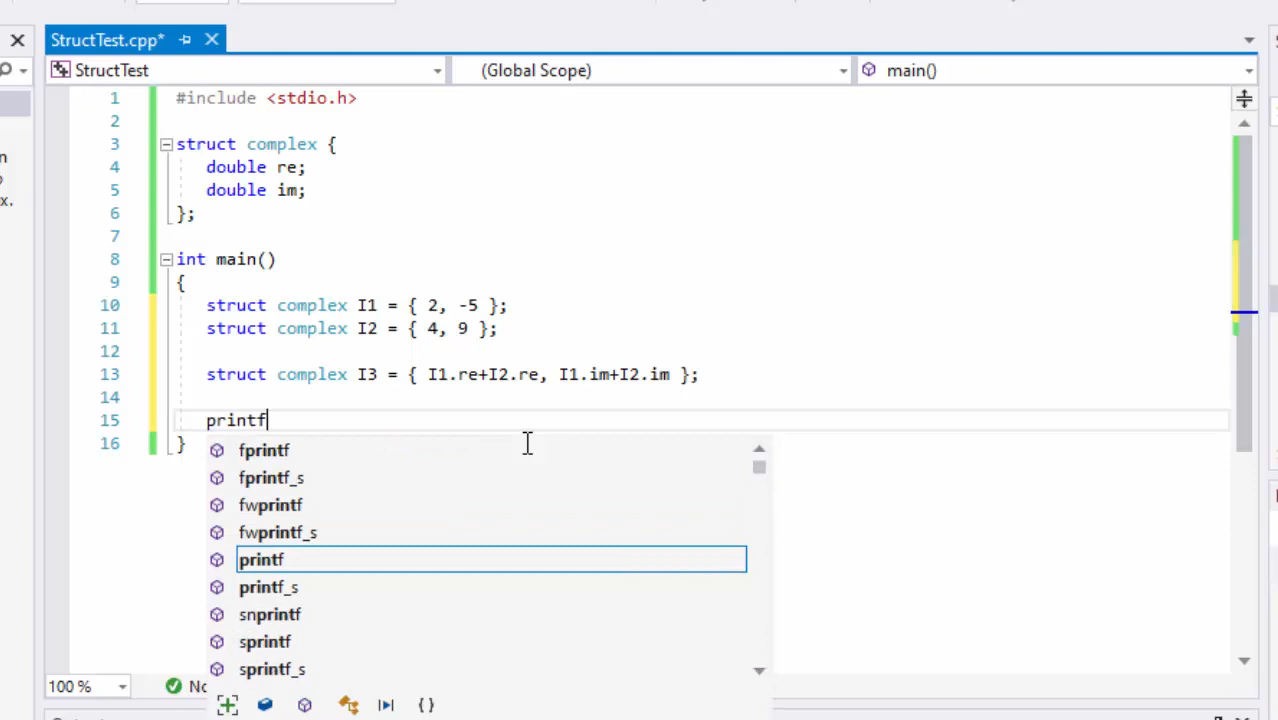 StructTest.cpp*
StructTest (Global Scope) main()
1 #include <stdio.h>
2
3 struct complex {
4 double re;
5 double im;
6 };
7
8 int main()
9 {
10 struct complex I1 = { 2, -5 };
11 struct complex I2 = { 4, 9 };
12
13 struct complex I3 = { I1.re+I2.re, I1.im+I2.im };
14
15 printf
16 }
fprintf
fprintf_s
fwprintf
fwprintf_s
printf
printf_s
snprintf
sprintf
sprintf_s
100 %